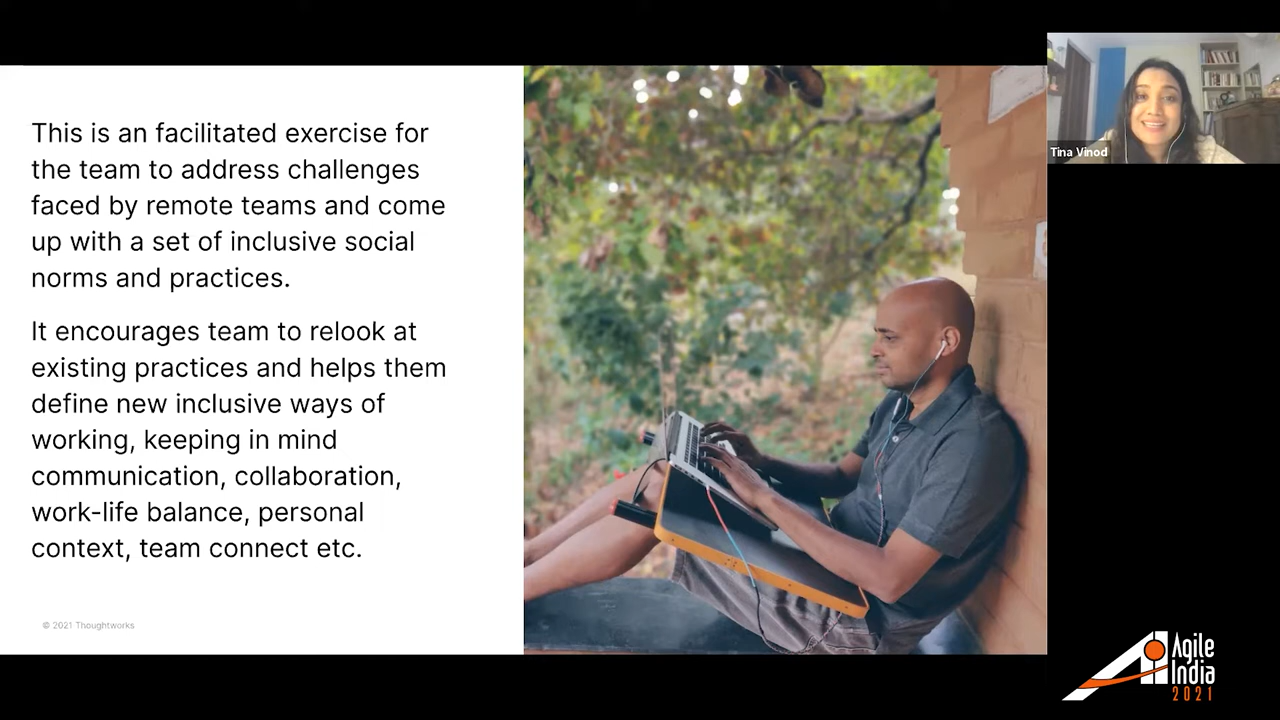 This is an facilitated exercise for
the team to address challenges
faced by remote teams and come
up with a set of inclusive social
norms and practices.
It encourages team to relook at
existing practices and helps them
define new inclusive ways of
working, keeping in mind
communication, collaboration,
work-life balance, personal
context, team connect etc.
© 2021 Thoughtworks
Tina Vinod
Agile
India
2021